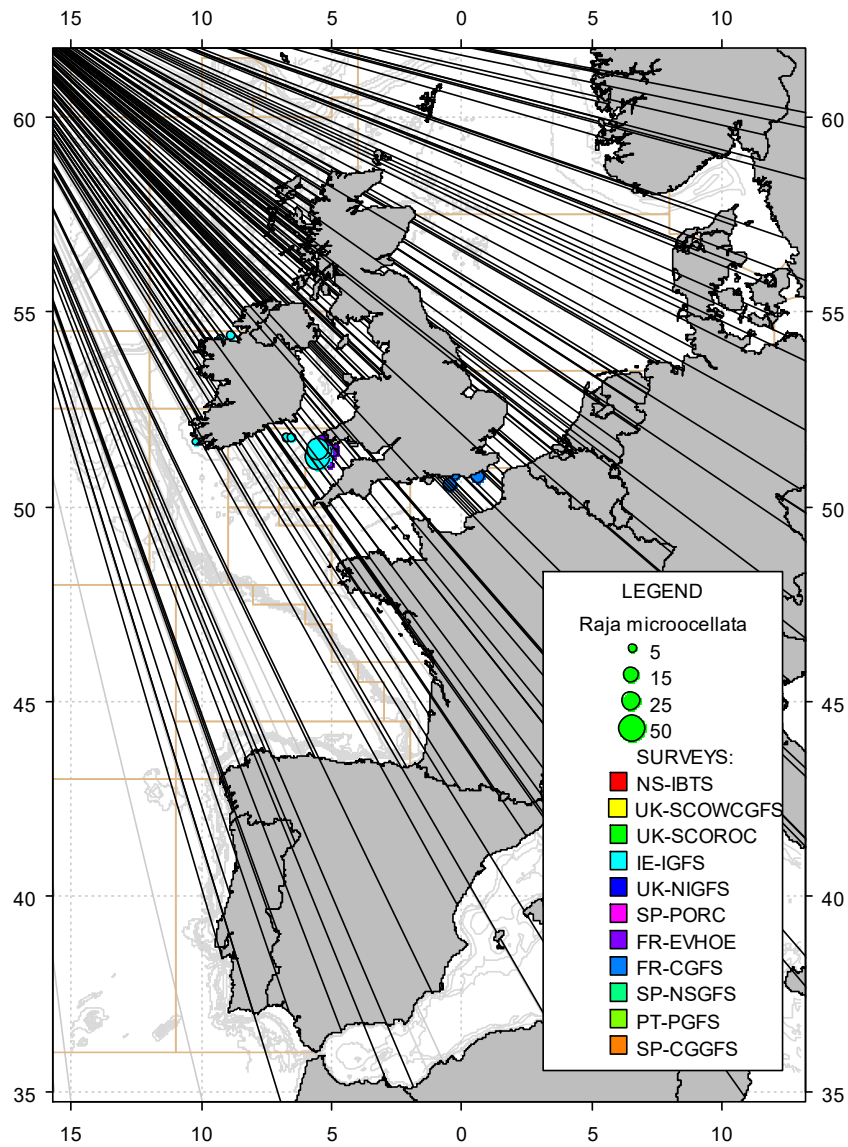 15 10 5 0 5 10
60 60
55 55
50 50
45 45
40 40
35 35
15 10 5 0 5 10
LEGEND
Raja microocellata
5
15
25
50
SURVEYS:
NS-IBTS
UK-SCOWCGFS
UK-SCOROC
IE-IGFS
UK-NIGFS
SP-PORC
FR-EVHOE
FR-CGFS
SP-NSGFS
PT-PGFS
SP-CGGFS